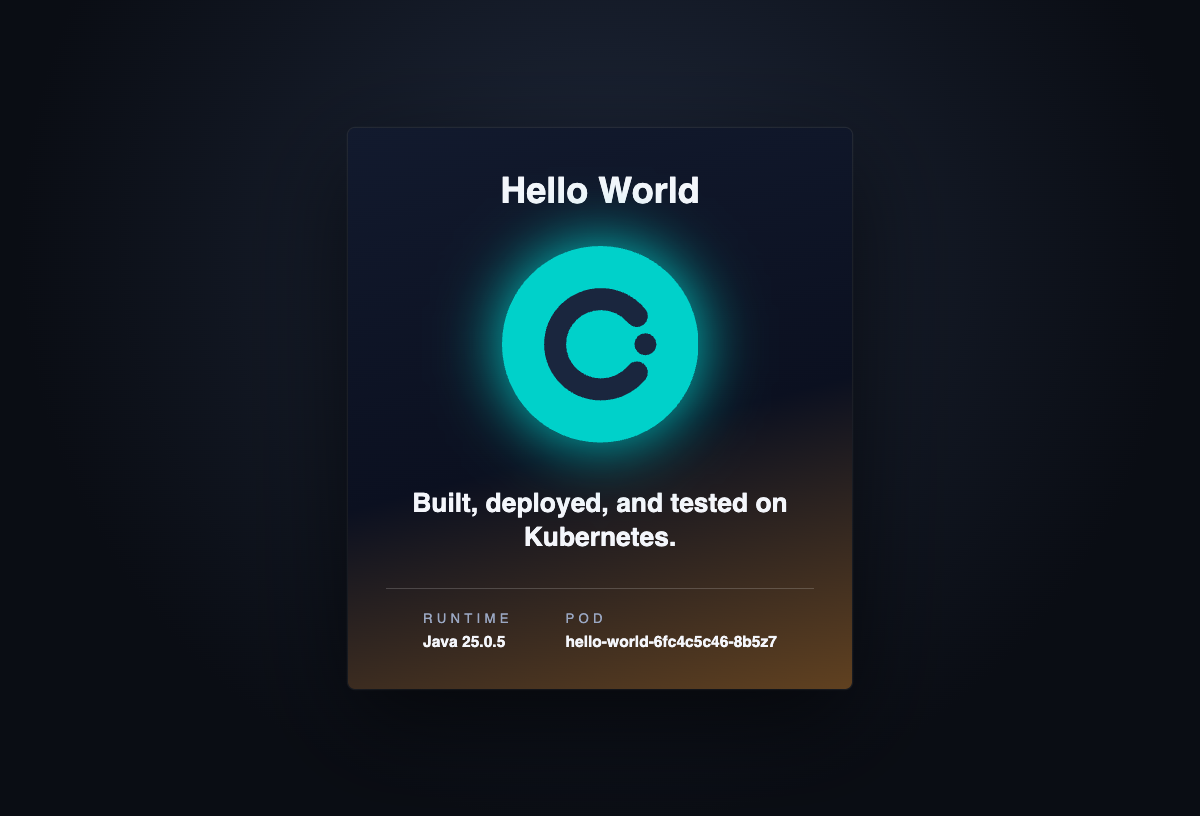 Hello World
Built, deployed, and tested on
Kubernetes.
RUNTIME
Java 25.0.5
POD
hello-world-6fc4c5c46-8b5z7